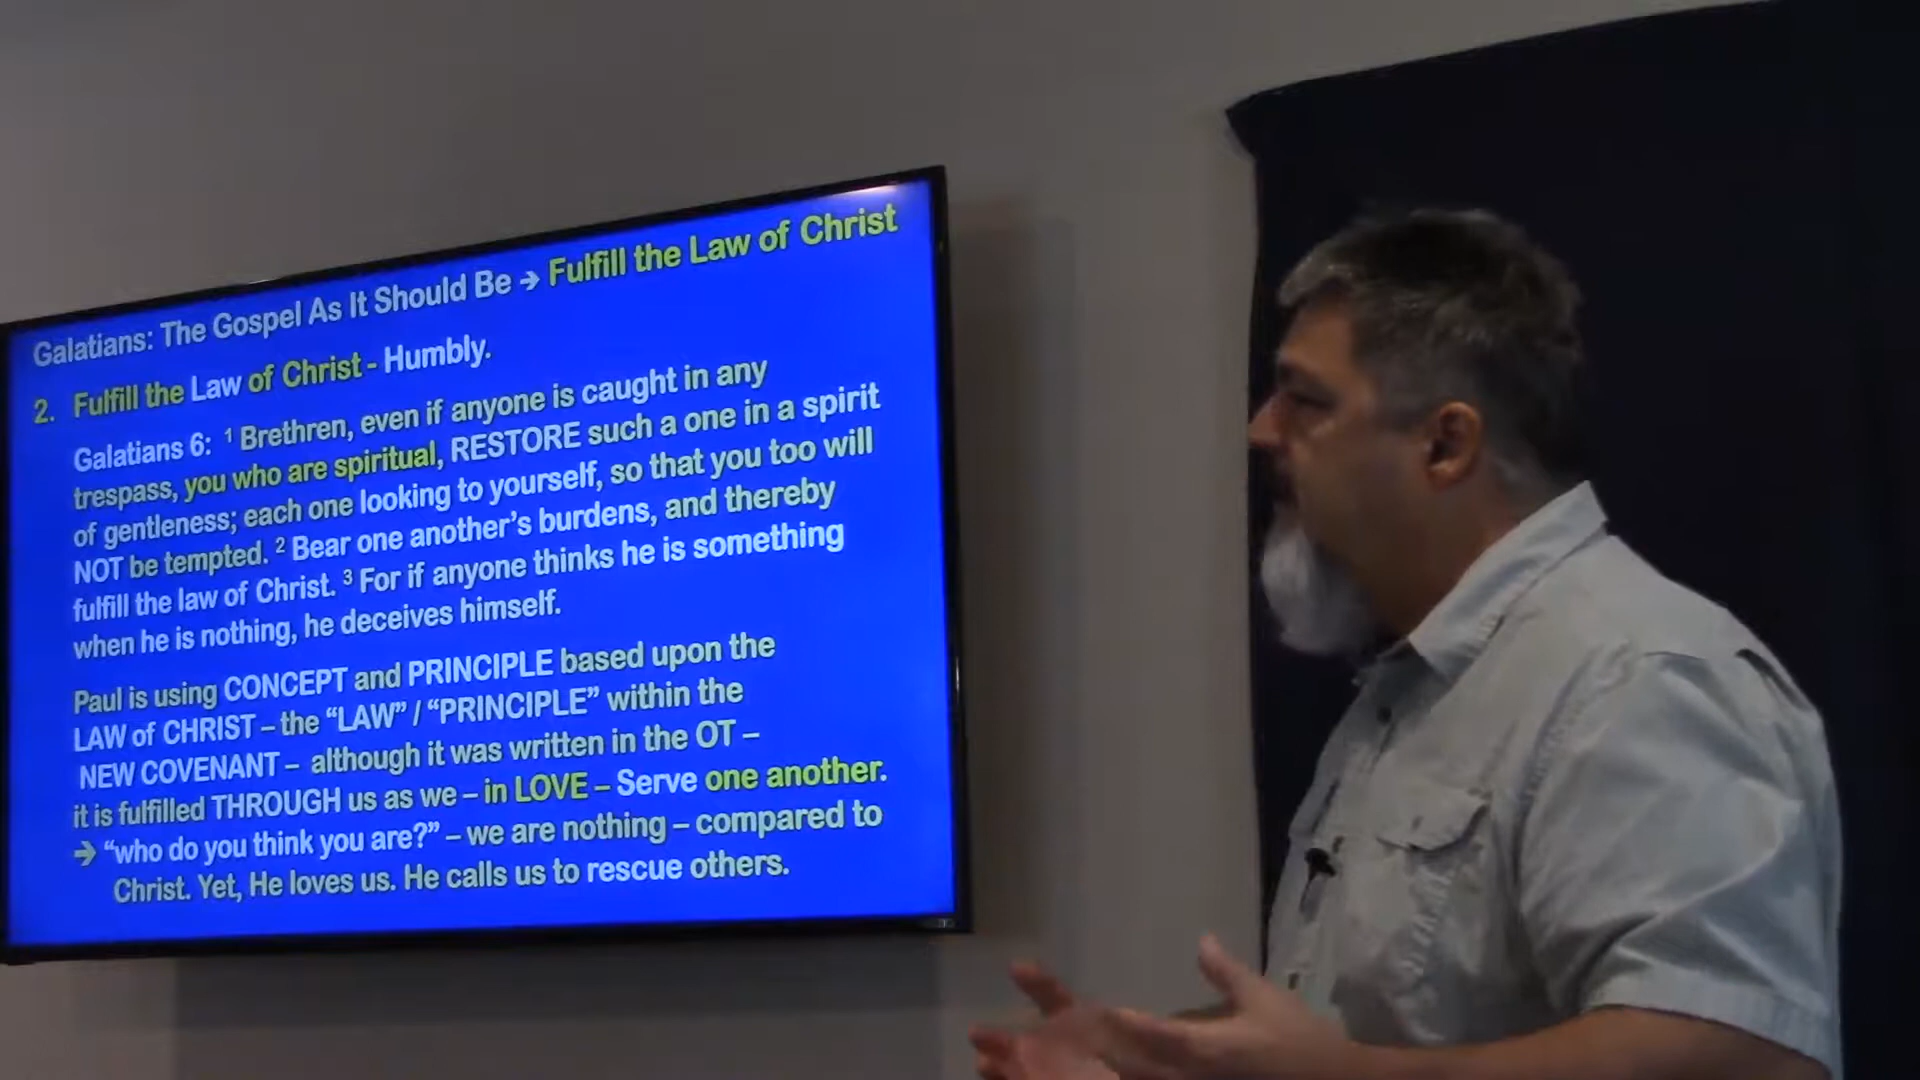 Galatians: The Gospel As It Should Be → Fulfill the Law of Christ
2. Fulfill the Law of Christ - Humbly.
Galatians 6: ¹ Brethren, even if anyone is caught in any
trespass, you who are spiritual, RESTORE such a one in a spirit
of gentleness; each one looking to yourself, so that you too will
NOT be tempted. ² Bear one another’s burdens, and thereby
fulfill the law of Christ. ³ For if anyone thinks he is something
when he is nothing, he deceives himself.
Paul is using CONCEPT and PRINCIPLE based upon the
LAW of CHRIST – the “LAW” / “PRINCIPLE” within the
NEW COVENANT – although it was written in the OT –
it is fulfilled THROUGH us as we – in LOVE – Serve one another.
→ “who do you think you are?” – we are nothing – compared to
Christ. Yet, He loves us. He calls us to rescue others.